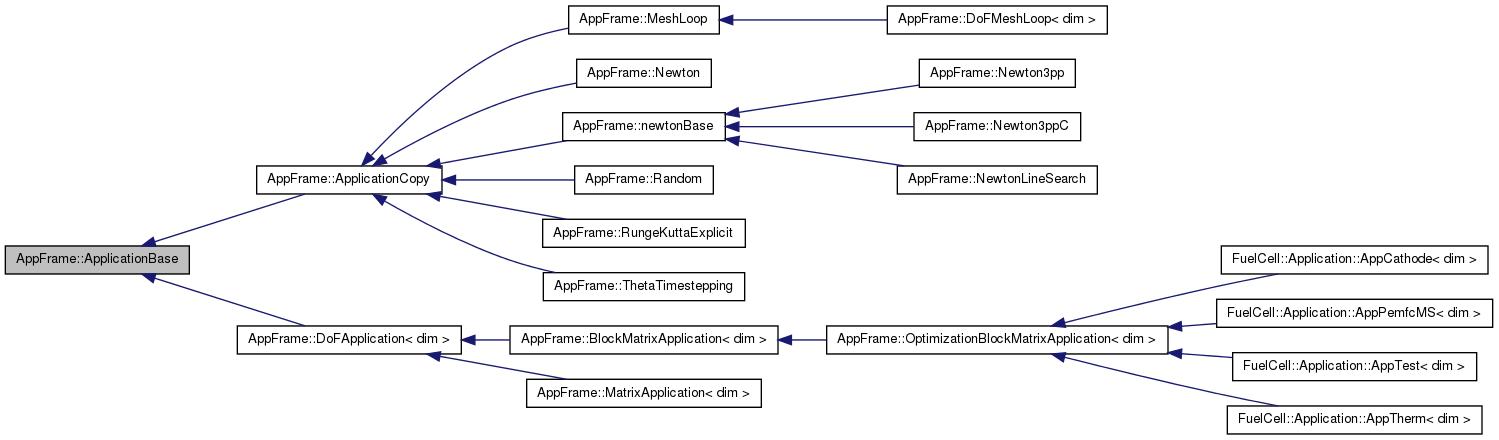 AppFrame::MeshLoop
AppFrame::DoFMeshLoop< dim >
AppFrame::Newton
AppFrame::Newton3pp
AppFrame::newtonBase
AppFrame::Newton3ppC
AppFrame::ApplicationCopy
AppFrame::Random
AppFrame::NewtonLineSearch
AppFrame::RungeKuttaExplicit
AppFrame::ApplicationBase
FuelCell::Application::AppCathode< dim >
AppFrame::ThetaTimestepping
FuelCell::Application::AppPemfcMS< dim >
AppFrame::DoFApplication< dim >
AppFrame::BlockMatrixApplication< dim >
AppFrame::OptimizationBlockMatrixApplication< dim >
FuelCell::Application::AppTest< dim >
AppFrame::MatrixApplication< dim >
FuelCell::Application::AppTherm< dim >